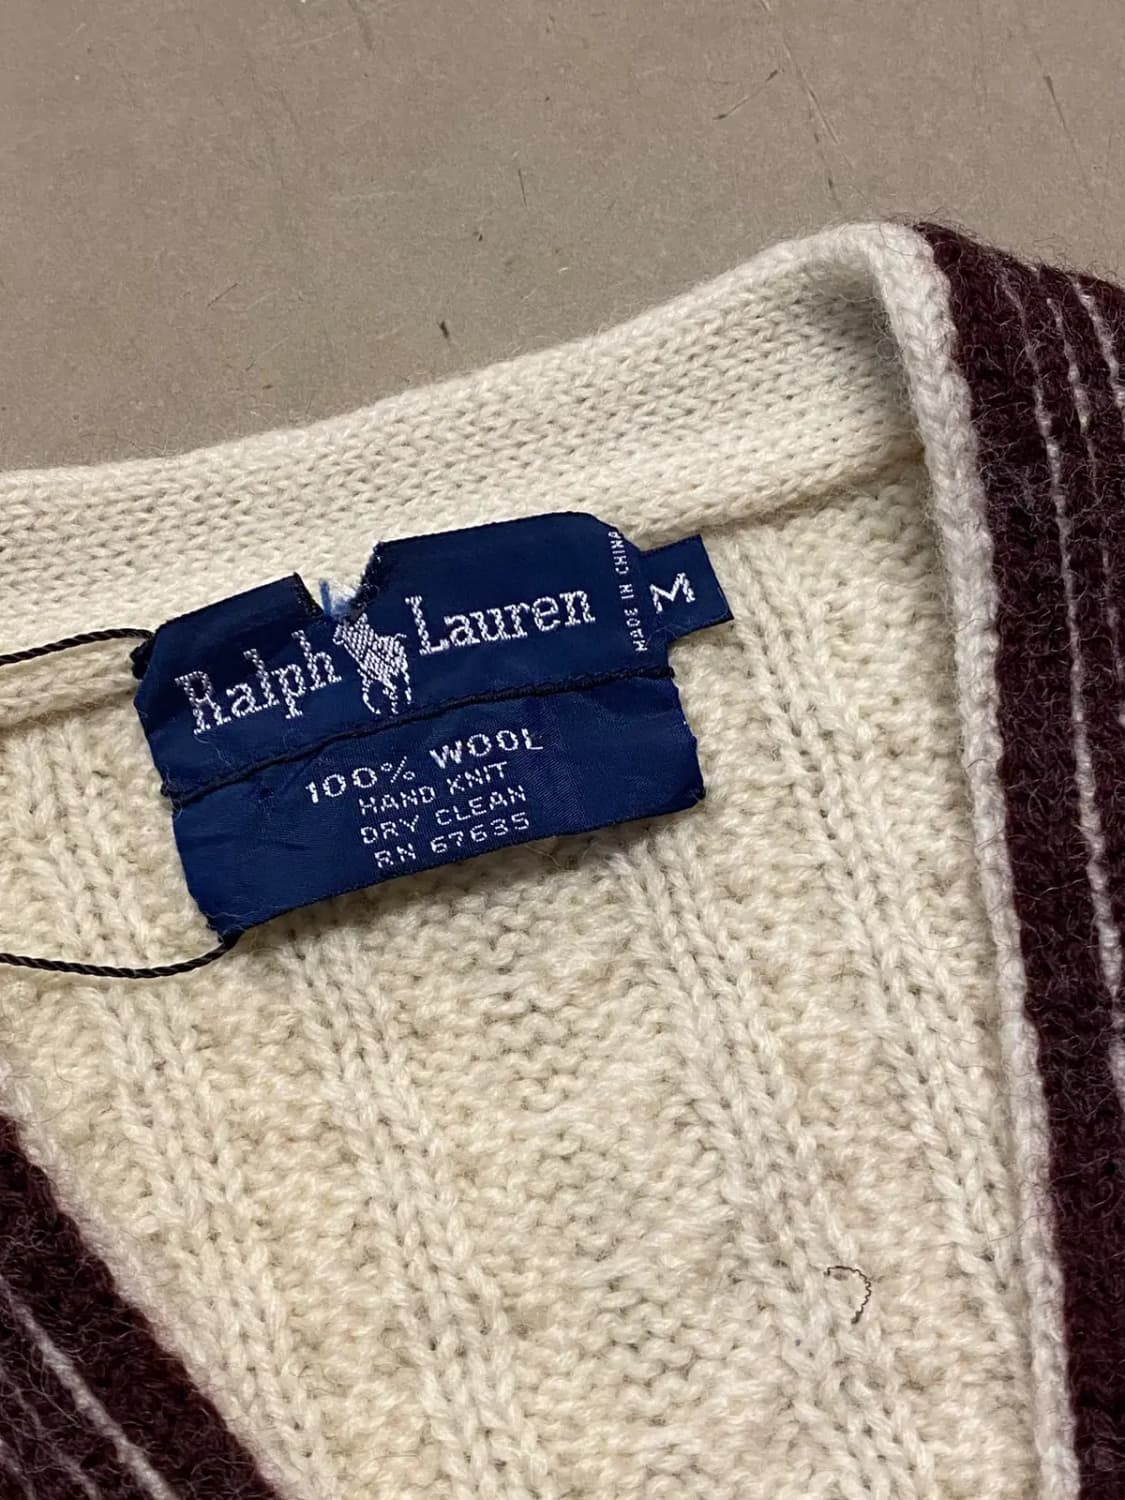 Ralph Lauren
MADE IN CHINA
M
100% WOOL
HAND KNIT
DRY CLEAN
RN 67635